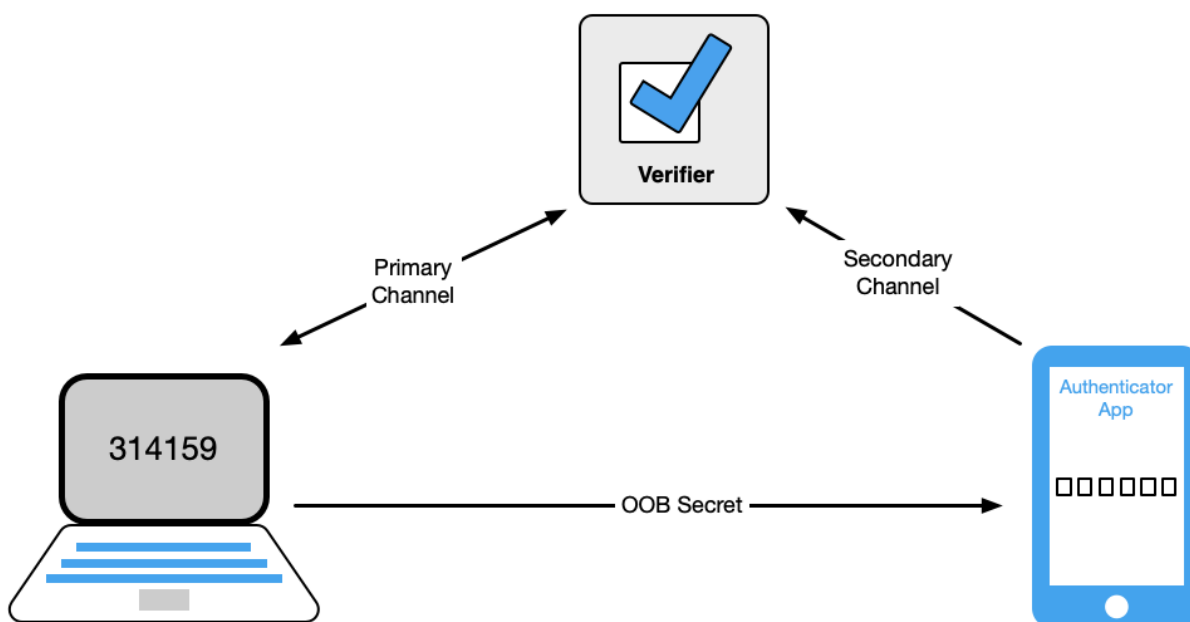 Verifier
Primary
Channel
Secondary
Channel
314159
OOB Secret
Authenticator
App